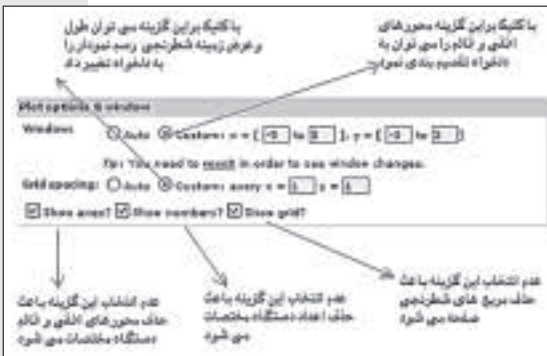 با کلیک براین گزینه می توان طول
و عرض زمینه شطرنجی رسم نمودار را
به دلخواه تغییر داد
با کلیک براین گزینه محورهای
افقی و قائم را می توان به
دلخواه تقسیم بندی نمود
Plot options & window
Window: Auto Custom: x = [ to ], y = [ to ]
Tip: You need to resubmit in order to see window changes.
Grid spacing: Auto Custom: every x = 1 y = 1
Show axes? Show numbers? Show grid?
عدم انتخاب این گزینه باعث
حذف محورهای افقی و قائم
دستگاه مختصات می شود
عدم انتخاب این گزینه باعث
حذف اعداد دستگاه مختصات
می شود
عدم انتخاب این گزینه باعث
حذف مربع های شطرنجی
صفحه می شود